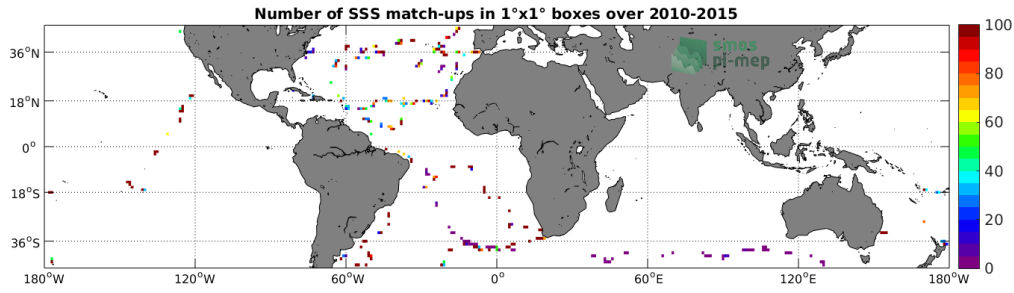 Number of SSS match-ups in 1°x1° boxes over 2010-2015
smos
pi-mep
36°N
18°N
0°
18°S
36°S
180°W
120°W
60°W
0°
60°E
120°E
180°W
100
80
60
40
20
0